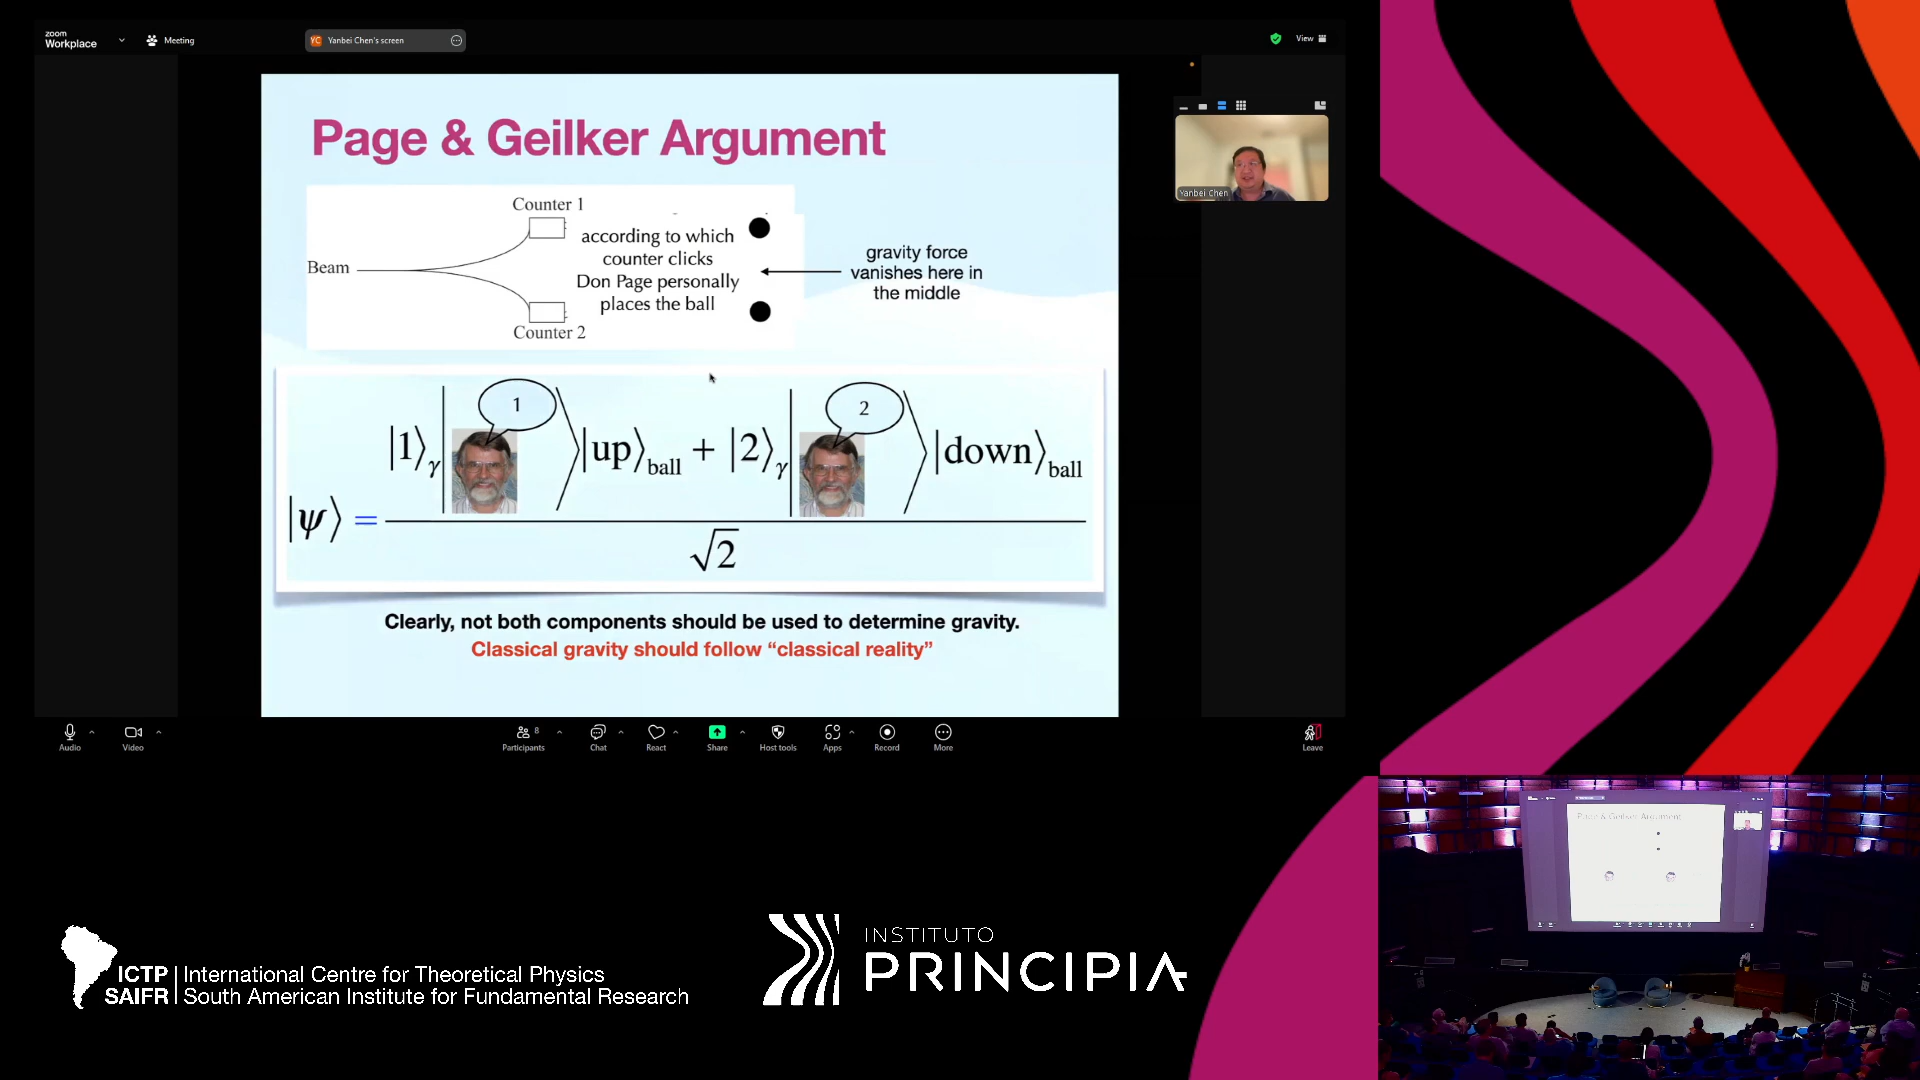 zoom
Workplace
Meeting
YC Yanbei Chen's screen
View
Yanbei Chen
Page & Geilker Argument
Counter 1
according to which
counter clicks
Don Page personally
places the ball
Beam
Counter 2
gravity force
vanishes here in
the middle
1
2
|ψ⟩ = (|1⟩γ | ⟩ |up⟩ball + |2⟩γ | ⟩ |down⟩ball) / √2
Clearly, not both components should be used to determine gravity.
Classical gravity should follow “classical reality”
Audio
Video
Participants
8
Chat
React
Share
Host tools
Apps
Record
More
Leave
Page & Geilker Argument
ICTP | International Centre for Theoretical Physics
SAIFR | South American Institute for Fundamental Research
INSTITUTO
PRINCIPIA